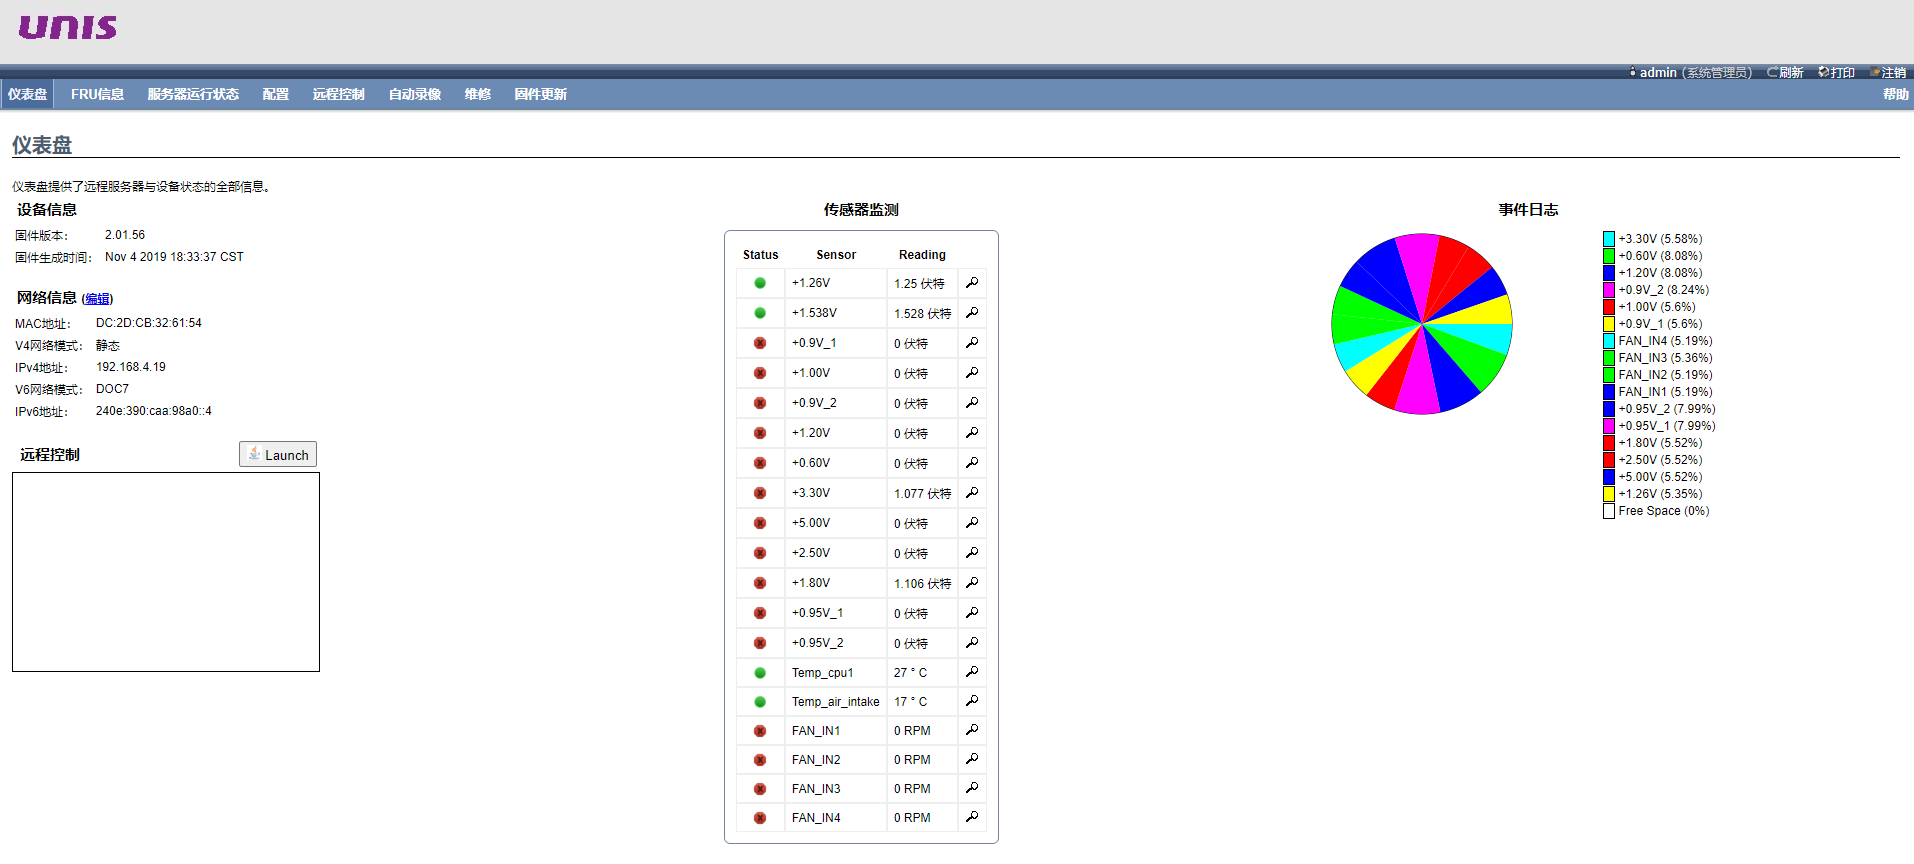 UNIS
admin (系统管理员) 刷新 打印 注销
仪表盘 FRU信息 服务器运行状态 配置 远程控制 自动录像 维修 固件更新 帮助
仪表盘
仪表盘提供了远程服务器与设备状态的全部信息。
设备信息
固件版本： 2.01.56
固件生成时间： Nov 4 2019 18:33:37 CST
网络信息 (编辑)
MAC地址： DC:2D:CB:32:61:54
V4网络模式： 静态
IPv4地址： 192.168.4.19
V6网络模式： DOC7
IPv6地址： 240e:390:caa:98a0::4
远程控制 Launch
传感器监测
Status Sensor Reading
+1.26V 1.25 伏特
+1.538V 1.528 伏特
+0.9V_1 0 伏特
+1.00V 0 伏特
+0.9V_2 0 伏特
+1.20V 0 伏特
+0.60V 0 伏特
+3.30V 1.077 伏特
+5.00V 0 伏特
+2.50V 0 伏特
+1.80V 1.106 伏特
+0.95V_1 0 伏特
+0.95V_2 0 伏特
Temp_cpu1 27 ° C
Temp_air_intake 17 ° C
FAN_IN1 0 RPM
FAN_IN2 0 RPM
FAN_IN3 0 RPM
FAN_IN4 0 RPM
事件日志
+3.30V (5.58%)
+0.60V (8.08%)
+1.20V (8.08%)
+0.9V_2 (8.24%)
+1.00V (5.6%)
+0.9V_1 (5.6%)
FAN_IN4 (5.19%)
FAN_IN3 (5.36%)
FAN_IN2 (5.19%)
FAN_IN1 (5.19%)
+0.95V_2 (7.99%)
+0.95V_1 (7.99%)
+1.80V (5.52%)
+2.50V (5.52%)
+5.00V (5.52%)
+1.26V (5.35%)
Free Space (0%)